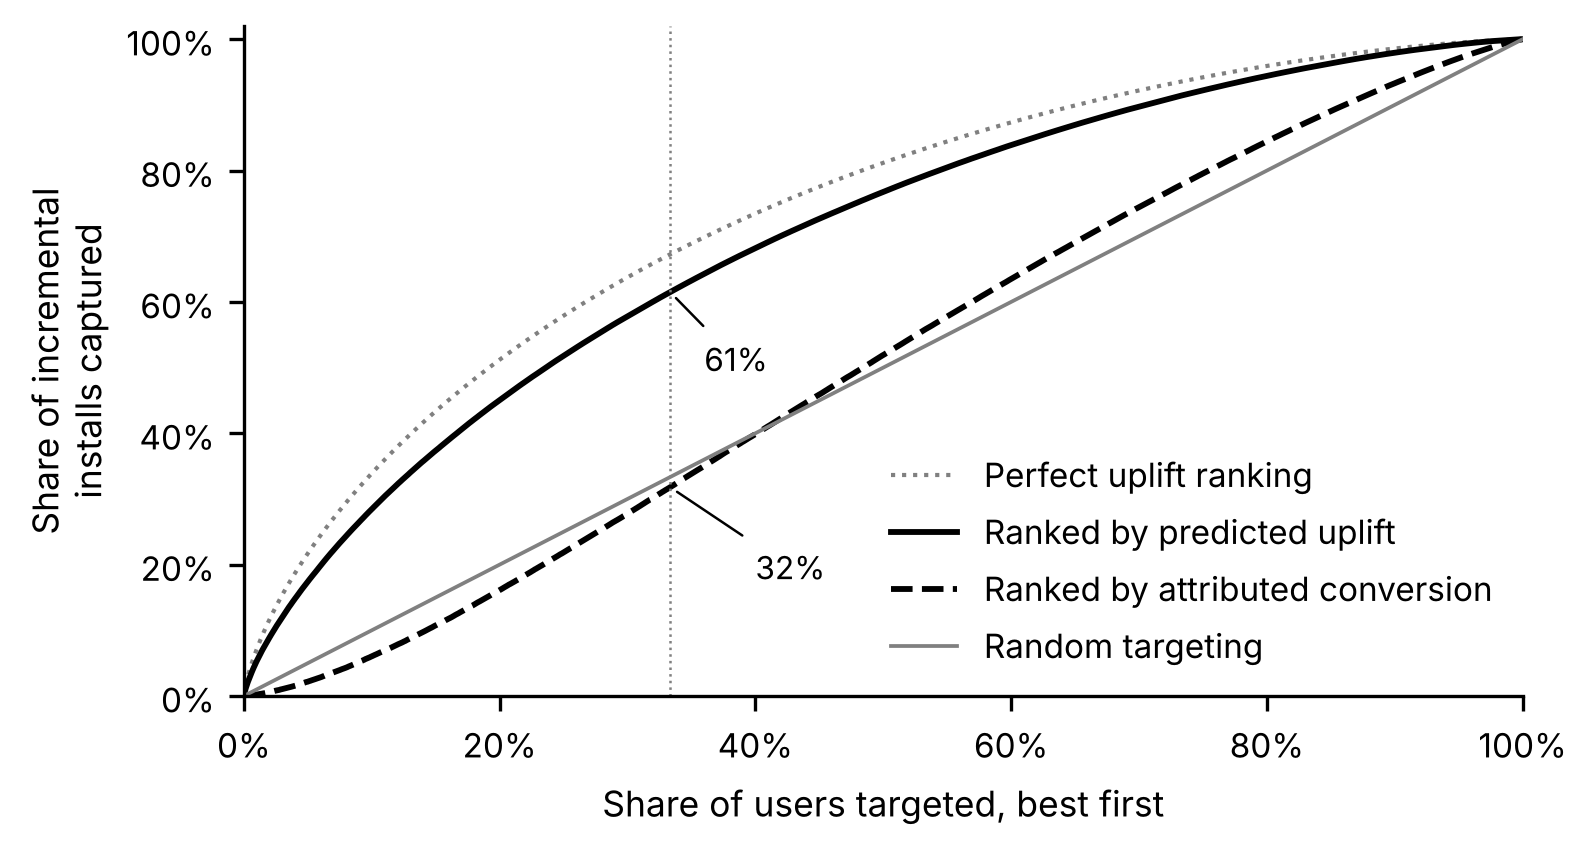 100%
80%
60%
40%
20%
0%
Share of incremental
installs captured
61%
32%
Perfect uplift ranking
Ranked by predicted uplift
Ranked by attributed conversion
Random targeting
0%
20%
40%
60%
80%
100%
Share of users targeted, best first